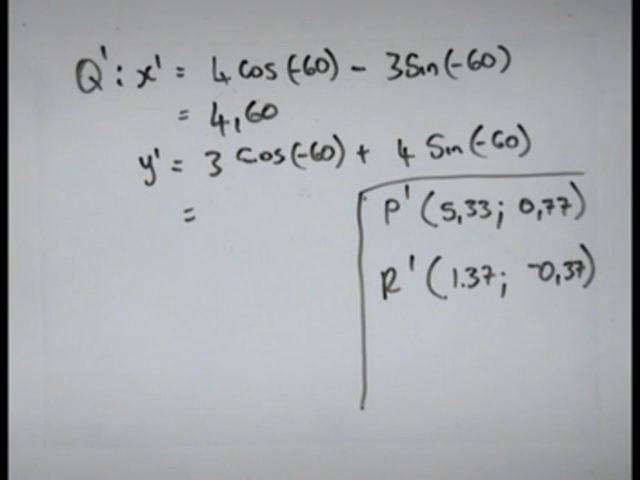 Q': x' = 4 cos(-60) - 3 Sin(-60)
= 4,60
y' = 3 cos(-60) + 4 Sin(-60)
=
P' (5,33; 0,77)
R' (1.37; -0,37)